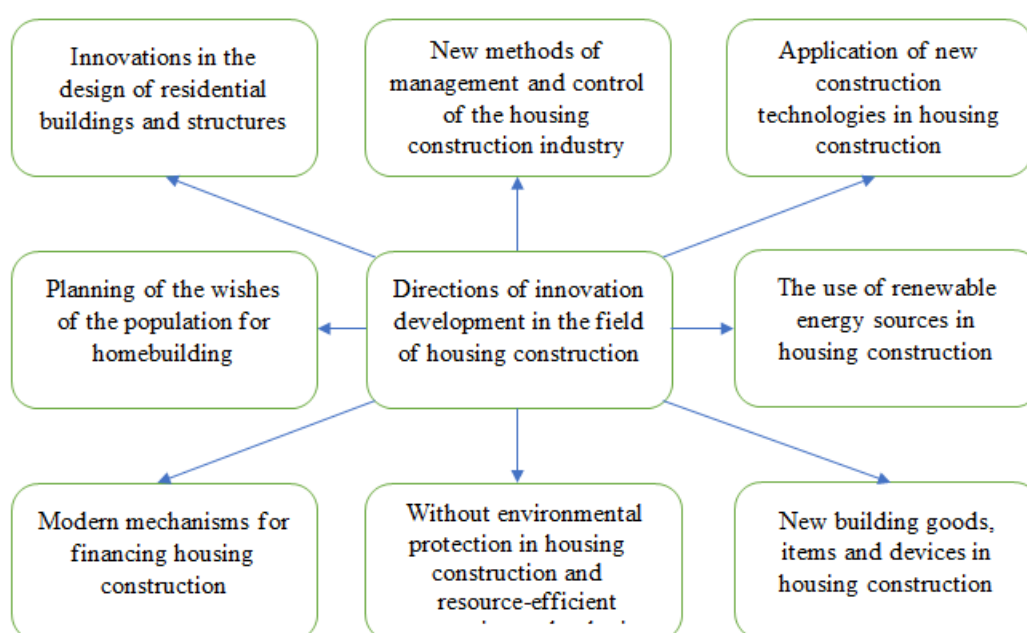 Innovations in the
design of residential
buildings and structures
New methods of
management and control
of the housing
construction industry
Application of new
construction
technologies in housing
construction
Planning of the wishes
of the population for
homebuilding
Directions of innovation
development in the field
of housing construction
The use of renewable
energy sources in
housing construction
Modern mechanisms for
financing housing
construction
Without environmental
protection in housing
construction and
resource-efficient
New building goods,
items and devices in
housing construction